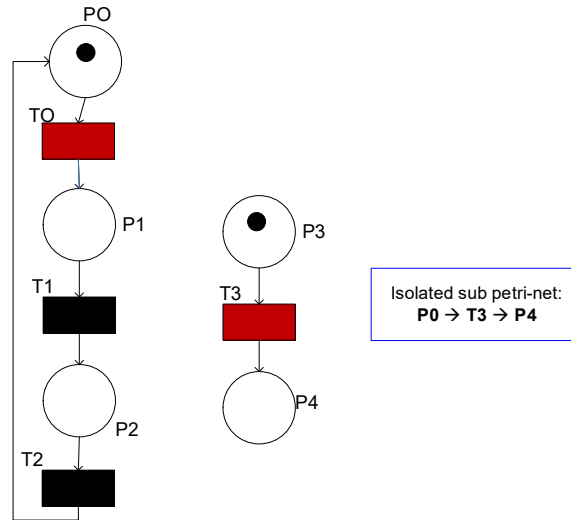 PO
TO
P1
T1
P2
T2
P3
T3
P4
Isolated sub petri-net:
P0 → T3 → P4